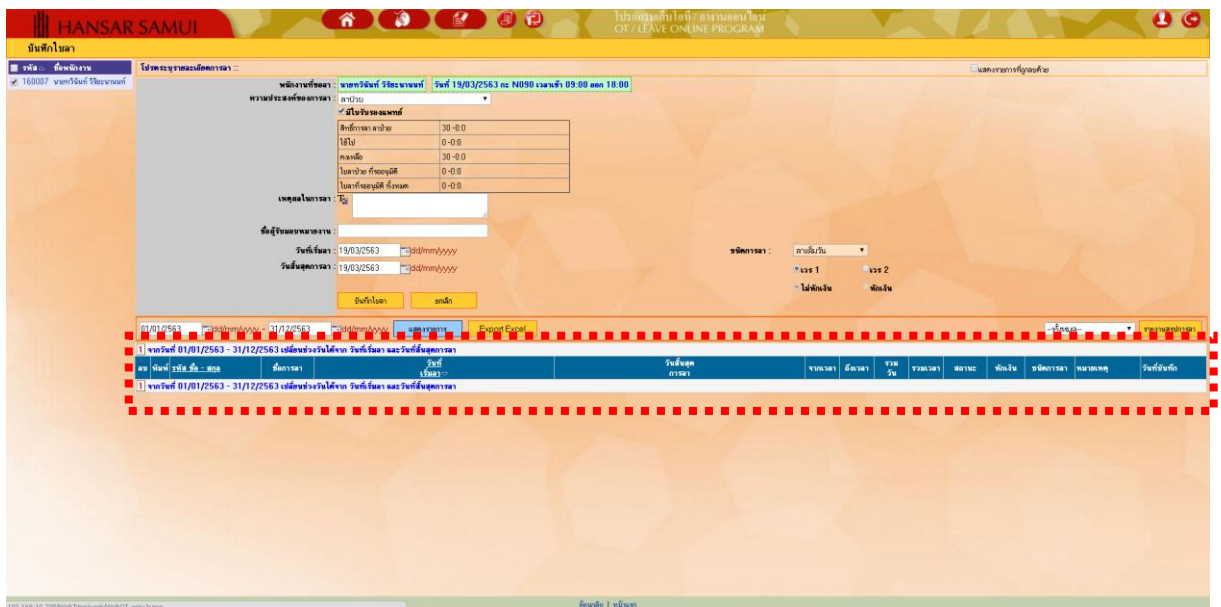 HANSAR SAMUI
โปรแกรมลงบันไอที / ลางานออนไลน์
OT / LEAVE ONLINE PROGRAM
บันทึกใบลา
รหัส ชื่อพนักงาน
160007 นายทวีนันท์ วิริยะนานนท์
โปรดระบุรายละเอียดการลา ::
แสดงรายการที่ถูกลบด้วย
พนักงานที่ขอลา : นายทวีนันท์ วิริยะนานนท์ วันที่ 19/03/2563 กะ N090 เวลาเข้า 09:00 ออก 18:00
ความประสงค์ของการลา : ลาป่วย
มีใบรับรองแพทย์
สิทธิ์การลา ลาป่วย 30 -0:0
ใช้ไป 0 -0:0
คงเหลือ 30 -0:0
ใบลาป่วย ที่รออนุมัติ 0 -0:0
ใบลาที่รออนุมัติ ทั้งหมด 0 -0:0
เหตุผลในการลา :
ชื่อผู้รับมอบหมายงาน :
วันที่เริ่มลา : 19/03/2563 dd/mm/yyyy ชนิดการลา : ลาเต็มวัน
วันสิ้นสุดการลา : 19/03/2563 dd/mm/yyyy เวร 1 เวร 2
ไม่หักเงิน หักเงิน
บันทึกใบลา ยกเลิก
01/01/2563 dd/mm/yyyy - 31/12/2563 dd/mm/yyyy แสดงรายการ Export Excel --ทั้งหมด-- รายงานสรุปการลา
1 จากวันที่ 01/01/2563 - 31/12/2563 เปลี่ยนช่วงวันได้จาก วันที่เริ่มลา และวันที่สิ้นสุดการลา
ลบ พิมพ์ รหัส ชื่อ - สกุล ชื่อการลา วันที่เริ่มลา วันสิ้นสุดการลา จากเวลา ถึงเวลา รวมวัน รวมเวลา สถานะ หักเงิน ชนิดการลา หมายเหตุ วันที่บันทึก
1 จากวันที่ 01/01/2563 - 31/12/2563 เปลี่ยนช่วงวันได้จาก วันที่เริ่มลา และวันที่สิ้นสุดการลา
ย้อนกลับ | หน้าแรก